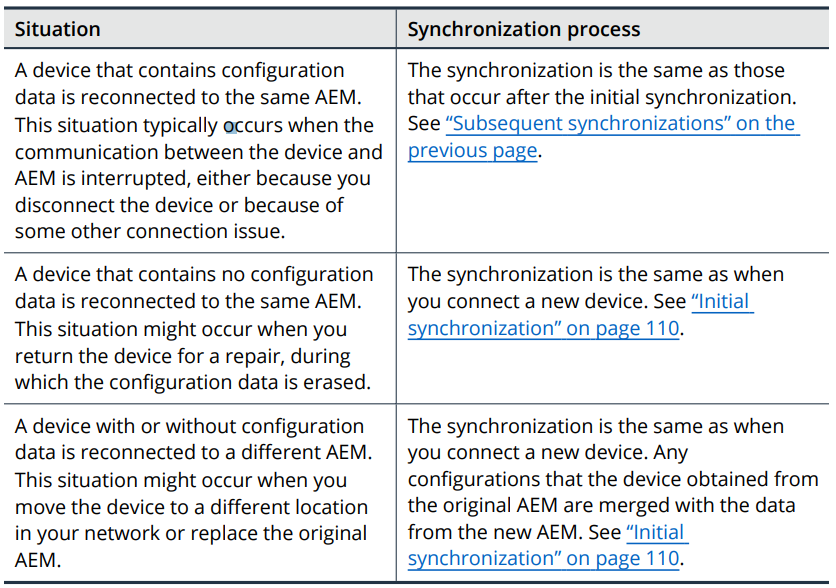 Situation
Synchronization process
A device that contains configuration
data is reconnected to the same AEM.
This situation typically occurs when the
communication between the device and
AEM is interrupted, either because you
disconnect the device or because of
some other connection issue.
The synchronization is the same as those
that occur after the initial synchronization.
See “Subsequent synchronizations” on the
previous page.
A device that contains no configuration
data is reconnected to the same AEM.
This situation might occur when you
return the device for a repair, during
which the configuration data is erased.
The synchronization is the same as when
you connect a new device. See “Initial
synchronization” on page 110.
A device with or without configuration
data is reconnected to a different AEM.
This situation might occur when you
move the device to a different location
in your network or replace the original
AEM.
The synchronization is the same as when
you connect a new device. Any
configurations that the device obtained from
the original AEM are merged with the data
from the new AEM. See “Initial
synchronization” on page 110.